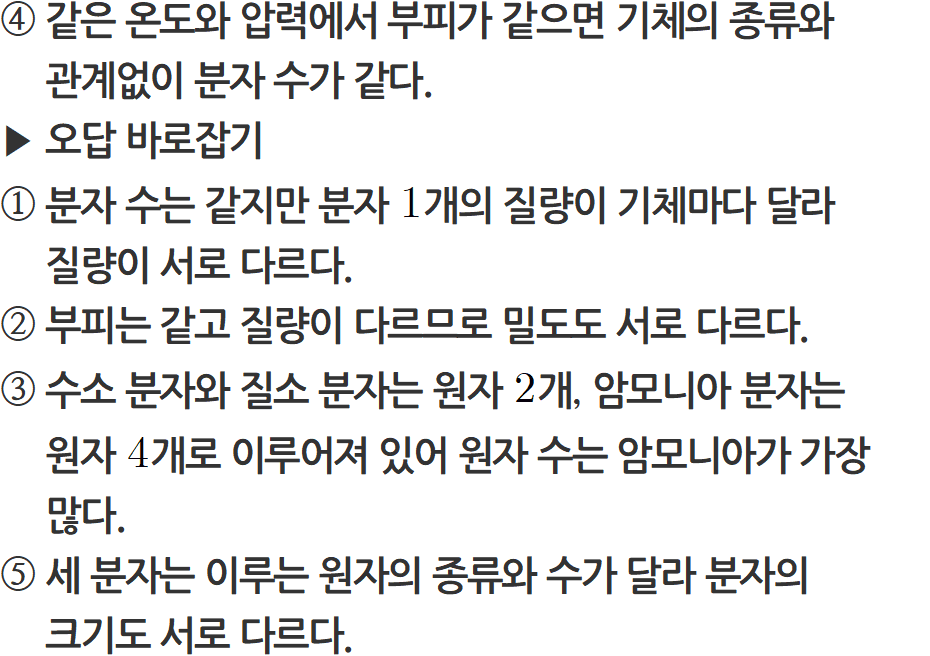 ④ 같은 온도와 압력에서 부피가 같으면 기체의 종류와
관계없이 분자 수가 같다.
▶ 오답 바로잡기
① 분자 수는 같지만 분자 1개의 질량이 기체마다 달라
질량이 서로 다르다.
② 부피는 같고 질량이 다르므로 밀도도 서로 다르다.
③ 수소 분자와 질소 분자는 원자 2개, 암모니아 분자는
원자 4개로 이루어져 있어 원자 수는 암모니아가 가장
많다.
⑤ 세 분자는 이루는 원자의 종류와 수가 달라 분자의
크기도 서로 다르다.